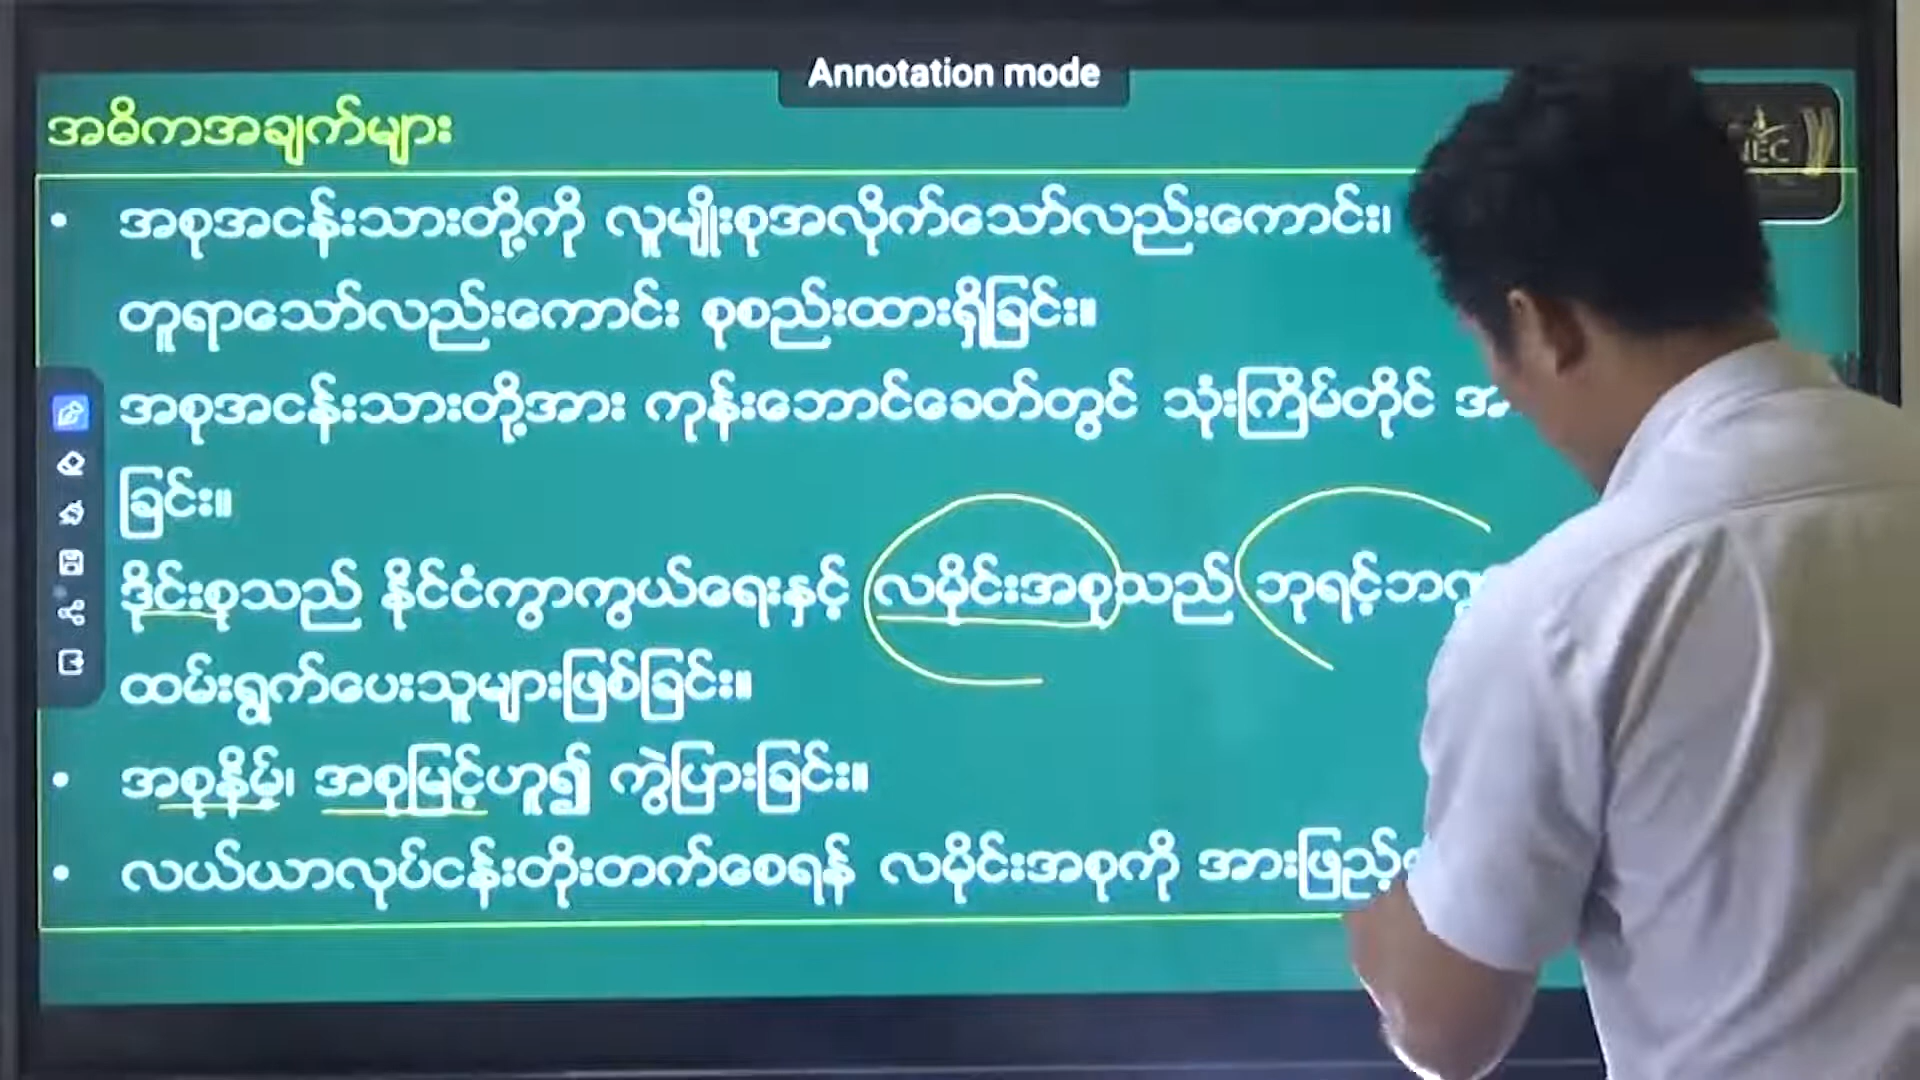 Annotation mode
အဓိကအချက်များ
• အစုအငန်းသားတို့ကို လူမျိုးစုအလိုက်သော်လည်းကောင်း၊
တူရာသော်လည်းကောင်း စုစည်းထားရှိခြင်း။
အစုအငန်းသားတို့အား ကုန်းဘောင်ခေတ်တွင် သုံးကြိမ်တိုင်
ခြင်း။
ဒိုင်းစုသည် နိုင်ငံကွာကွယ်ရေးနှင့် လမိုင်းအစုသည် ဘုရင့်
ထမ်းရွက်ပေးသူများဖြစ်ခြင်း။
• အစုနိမ့်၊ အစုမြင့်ဟူ၍ ကွဲပြားခြင်း။
• လယ်ယာလုပ်ငန်းတိုးတက်စေရန် လမိုင်းအစုကို အားဖြည့်